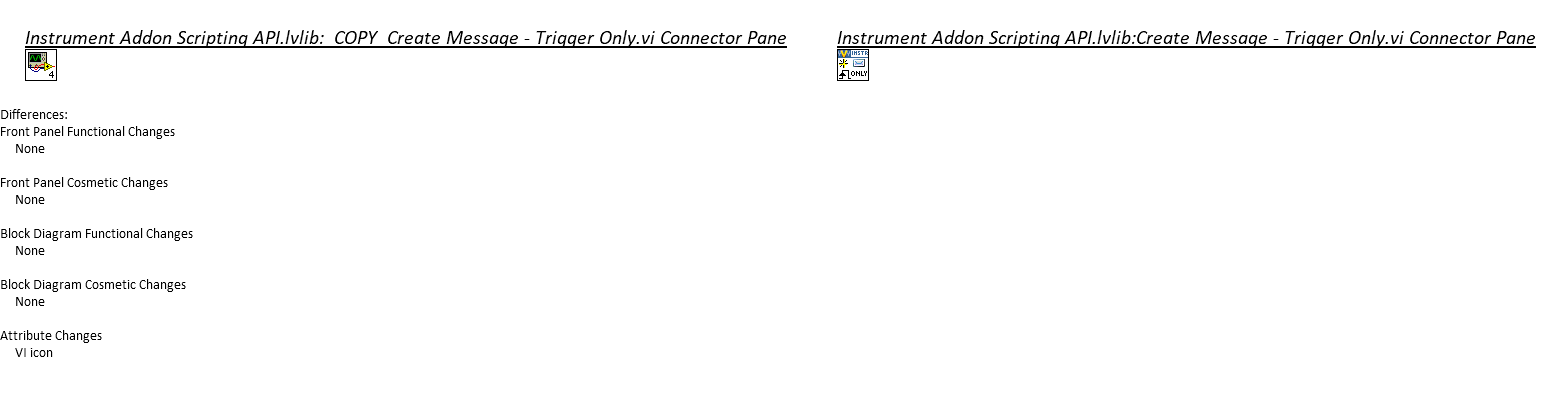 Instrument Addon Scripting API.lvlib:_COPY_Create Message - Trigger Only.vi Connector Pane
Instrument Addon Scripting API.lvlib:Create Message - Trigger Only.vi Connector Pane
4
INSTR
ONLY
Differences:
Front Panel Functional Changes
None
Front Panel Cosmetic Changes
None
Block Diagram Functional Changes
None
Block Diagram Cosmetic Changes
None
Attribute Changes
VI icon